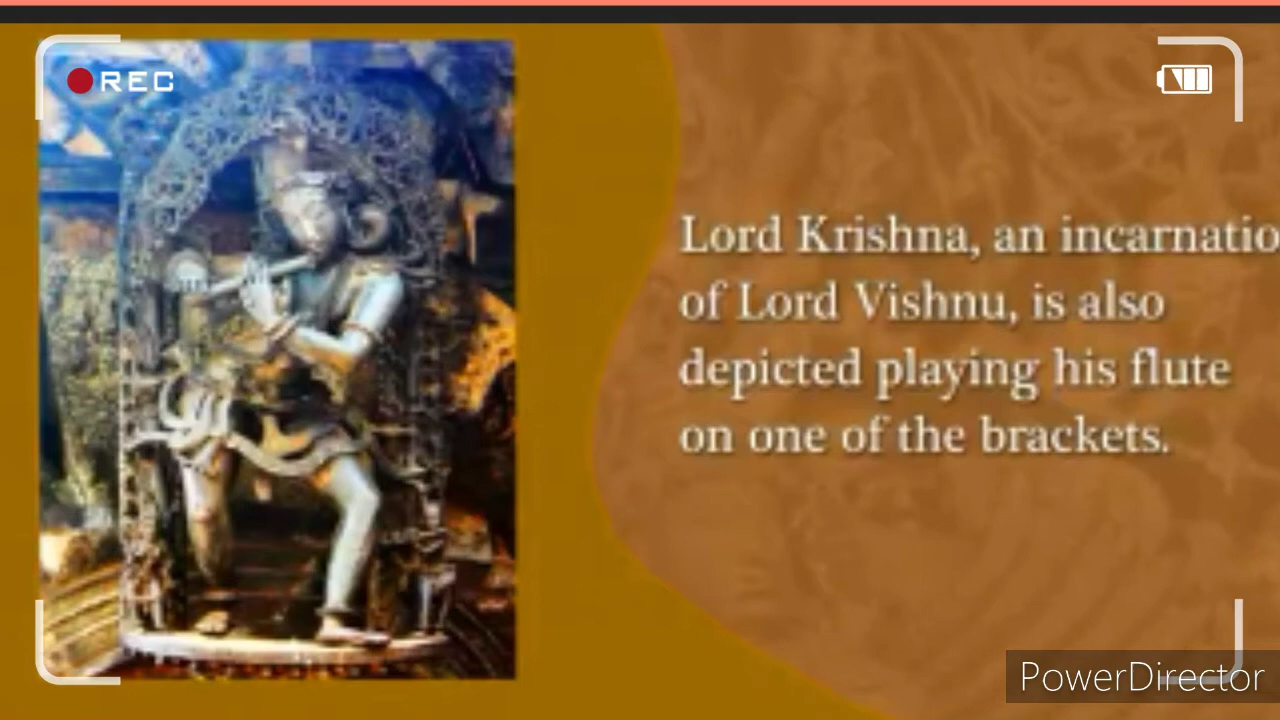 REC
Lord Krishna, an incarnatio
of Lord Vishnu, is also
depicted playing his flute
on one of the brackets.
PowerDirector